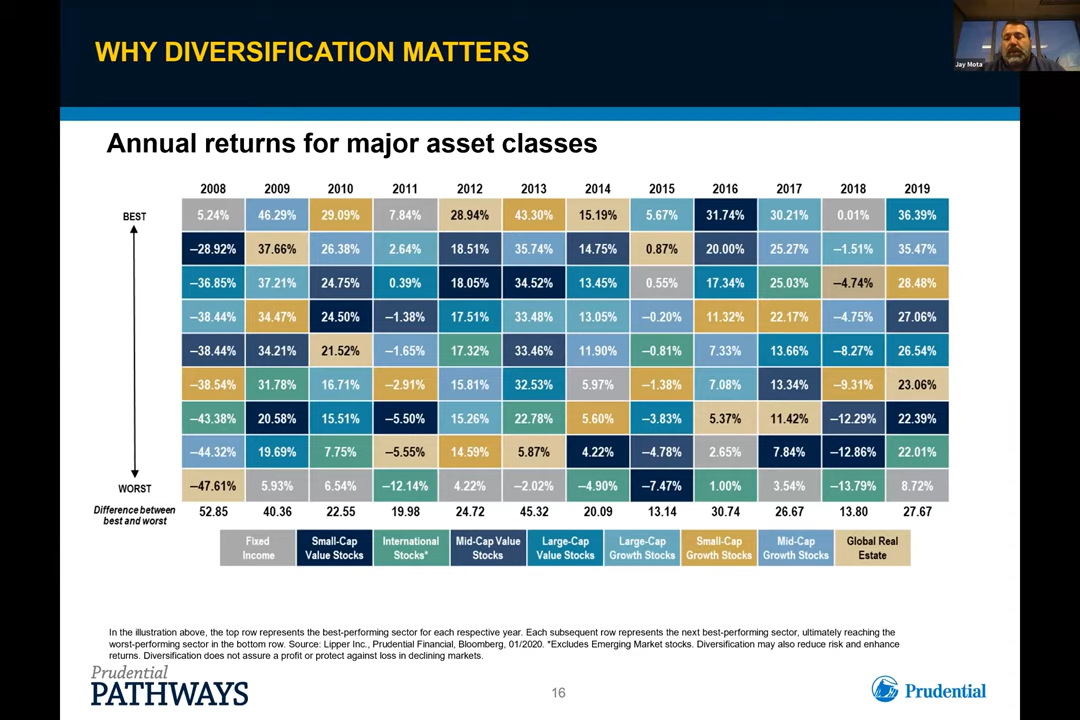 WHY DIVERSIFICATION MATTERS
Jay Mota
Annual returns for major asset classes
2008 2009 2010 2011 2012 2013 2014 2015 2016 2017 2018 2019
BEST 5.24% 46.29% 29.09% 7.84% 28.94% 43.30% 15.19% 5.67% 31.74% 30.21% 0.01% 36.39%
–28.92% 37.66% 26.38% 2.64% 18.51% 35.74% 14.75% 0.87% 20.00% 25.27% –1.51% 35.47%
–36.85% 37.21% 24.75% 0.39% 18.05% 34.52% 13.45% 0.55% 17.34% 25.03% –4.74% 28.48%
–38.44% 34.47% 24.50% –1.38% 17.51% 33.48% 13.05% –0.20% 11.32% 22.17% –4.75% 27.06%
–38.44% 34.21% 21.52% –1.65% 17.32% 33.46% 11.90% –0.81% 7.33% 13.66% –8.27% 26.54%
–38.54% 31.78% 16.71% –2.91% 15.81% 32.53% 5.97% –1.38% 7.08% 13.34% –9.31% 23.06%
–43.38% 20.58% 15.51% –5.50% 15.26% 22.78% 5.60% –3.83% 5.37% 11.42% –12.29% 22.39%
–44.32% 19.69% 7.75% –5.55% 14.59% 5.87% 4.22% –4.78% 2.65% 7.84% –12.86% 22.01%
WORST –47.61% 5.93% 6.54% –12.14% 4.22% –2.02% –4.90% –7.47% 1.00% 3.54% –13.79% 8.72%
Difference between
best and worst 52.85 40.36 22.55 19.98 24.72 45.32 20.09 13.14 30.74 26.67 13.80 27.67
Fixed Small-Cap International Mid-Cap Value Large-Cap Large-Cap Small-Cap Mid-Cap Global Real
Income Value Stocks Stocks* Stocks Value Stocks Growth Stocks Growth Stocks Growth Stocks Estate
In the illustration above, the top row represents the best-performing sector for each respective year. Each subsequent row represents the next best-performing sector, ultimately reaching the
worst-performing sector in the bottom row. Source: Lipper Inc., Prudential Financial, Bloomberg, 01/2020. *Excludes Emerging Market stocks. Diversification may also reduce risk and enhance
returns. Diversification does not assure a profit or protect against loss in declining markets.
Prudential
PATHWAYS
16
Prudential